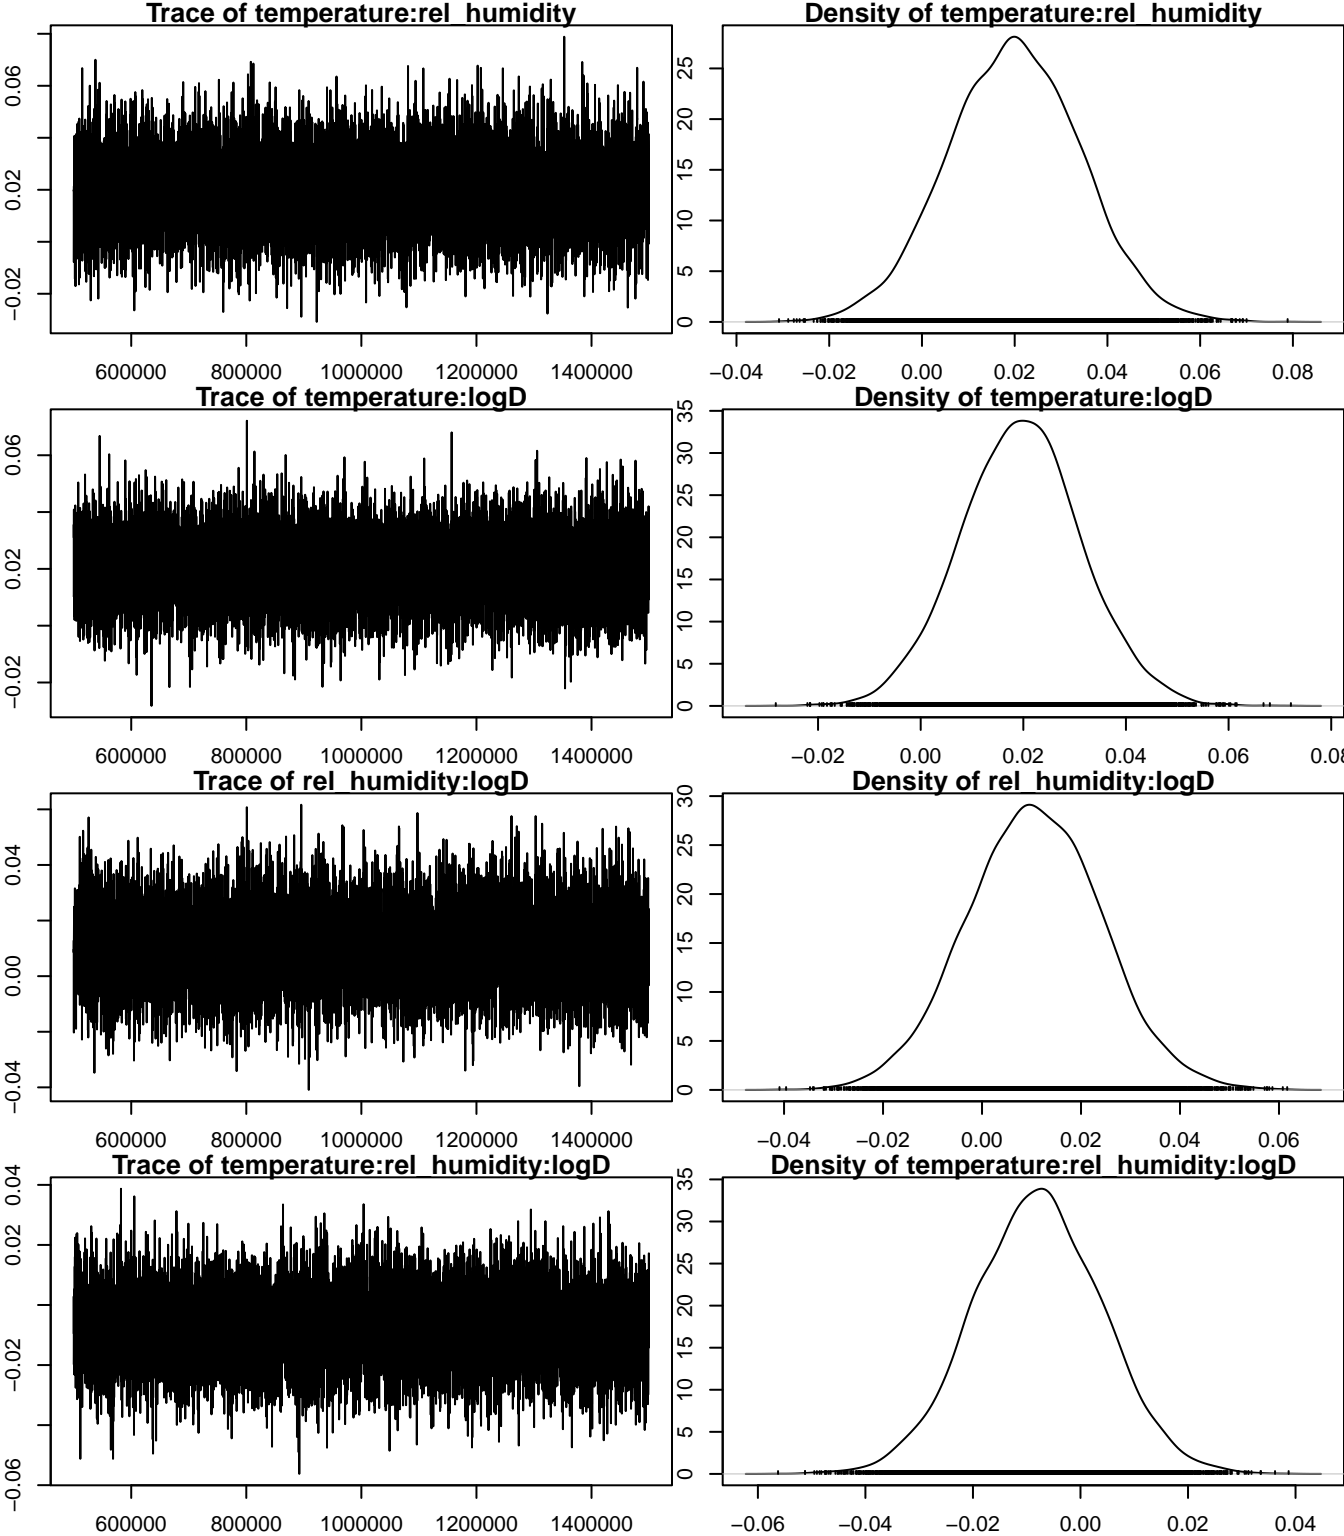 Trace of temperature:rel_humidity
Density of temperature:rel_humidity
0.06
0.02
−0.02
25
20
15
10
5
0
600000 800000 1000000 1200000 1400000
−0.04 −0.02 0.00 0.02 0.04 0.06 0.08
Trace of temperature:logD
Density of temperature:logD
0.06
0.02
−0.02
35
30
25
20
15
10
5
0
600000 800000 1000000 1200000 1400000
−0.02 0.00 0.02 0.04 0.06 0.08
Trace of rel_humidity:logD
Density of rel_humidity:logD
0.04
0.00
−0.04
30
25
20
15
10
5
0
600000 800000 1000000 1200000 1400000
−0.04 −0.02 0.00 0.02 0.04 0.06
Trace of temperature:rel_humidity:logD
Density of temperature:rel_humidity:logD
0.04
0.02
−0.02
−0.06
35
30
25
20
15
10
5
0
600000 800000 1000000 1200000 1400000
−0.06 −0.04 −0.02 0.00 0.02 0.04